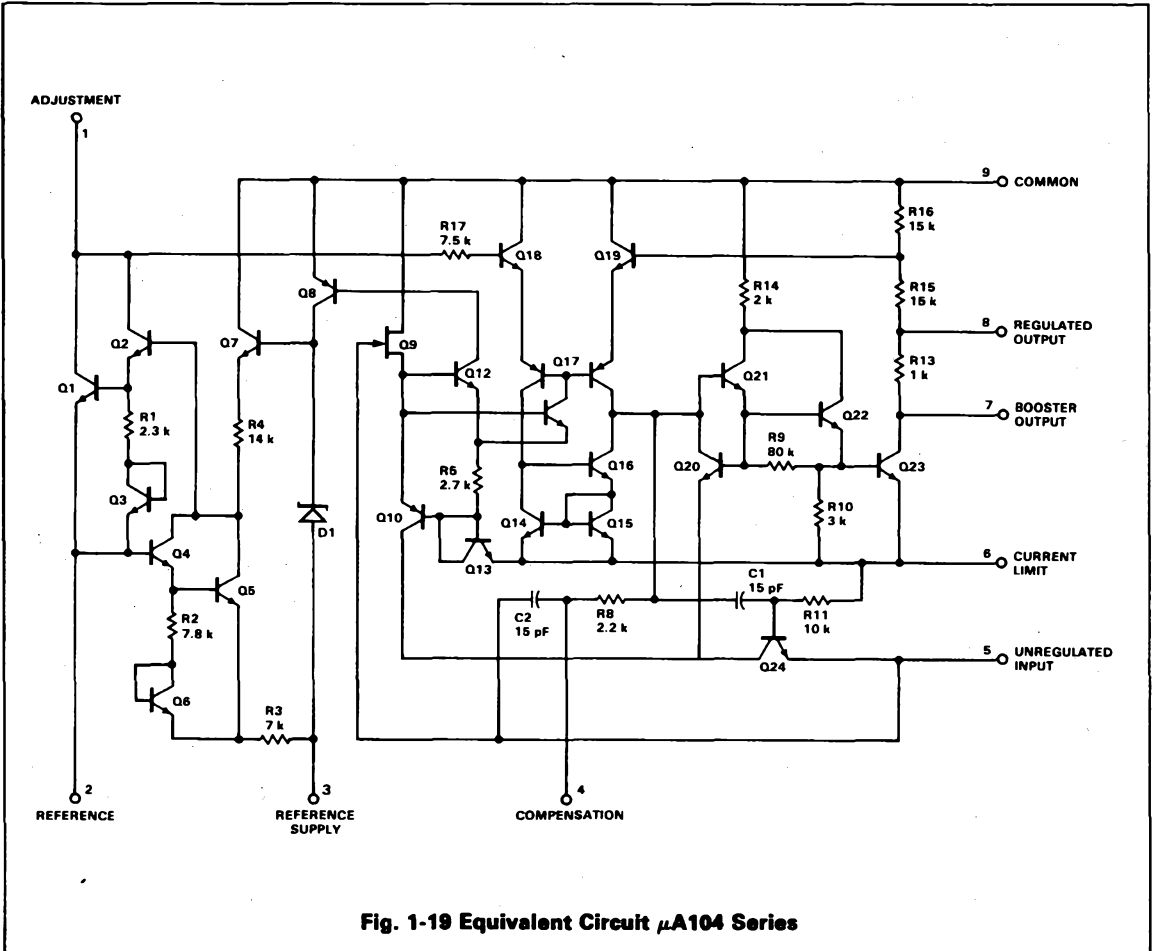 ADJUSTMENT
1
9
COMMON
R17
7.5 k
R16
15 k
Q18
Q19
Q8
R14
2 k
R15
15 k
8
REGULATED
OUTPUT
Q2
Q7
Q9
Q17
Q12
R13
1 k
Q1
Q21
7
BOOSTER
OUTPUT
R1
2.3 k
R4
14 k
Q22
R9
80 k
Q16
Q20
Q23
R6
2.7 k
Q3
Q10
Q14
Q15
R10
3 k
D1
Q4
Q13
6
CURRENT
LIMIT
C1
15 pF
Q5
C2
15 pF
R8
2.2 k
R11
10 k
R2
7.8 k
5
UNREGULATED
INPUT
Q24
Q6
R3
7 k
2
REFERENCE
3
REFERENCE
SUPPLY
4
COMPENSATION
Fig. 1-19 Equivalent Circuit μA104 Series